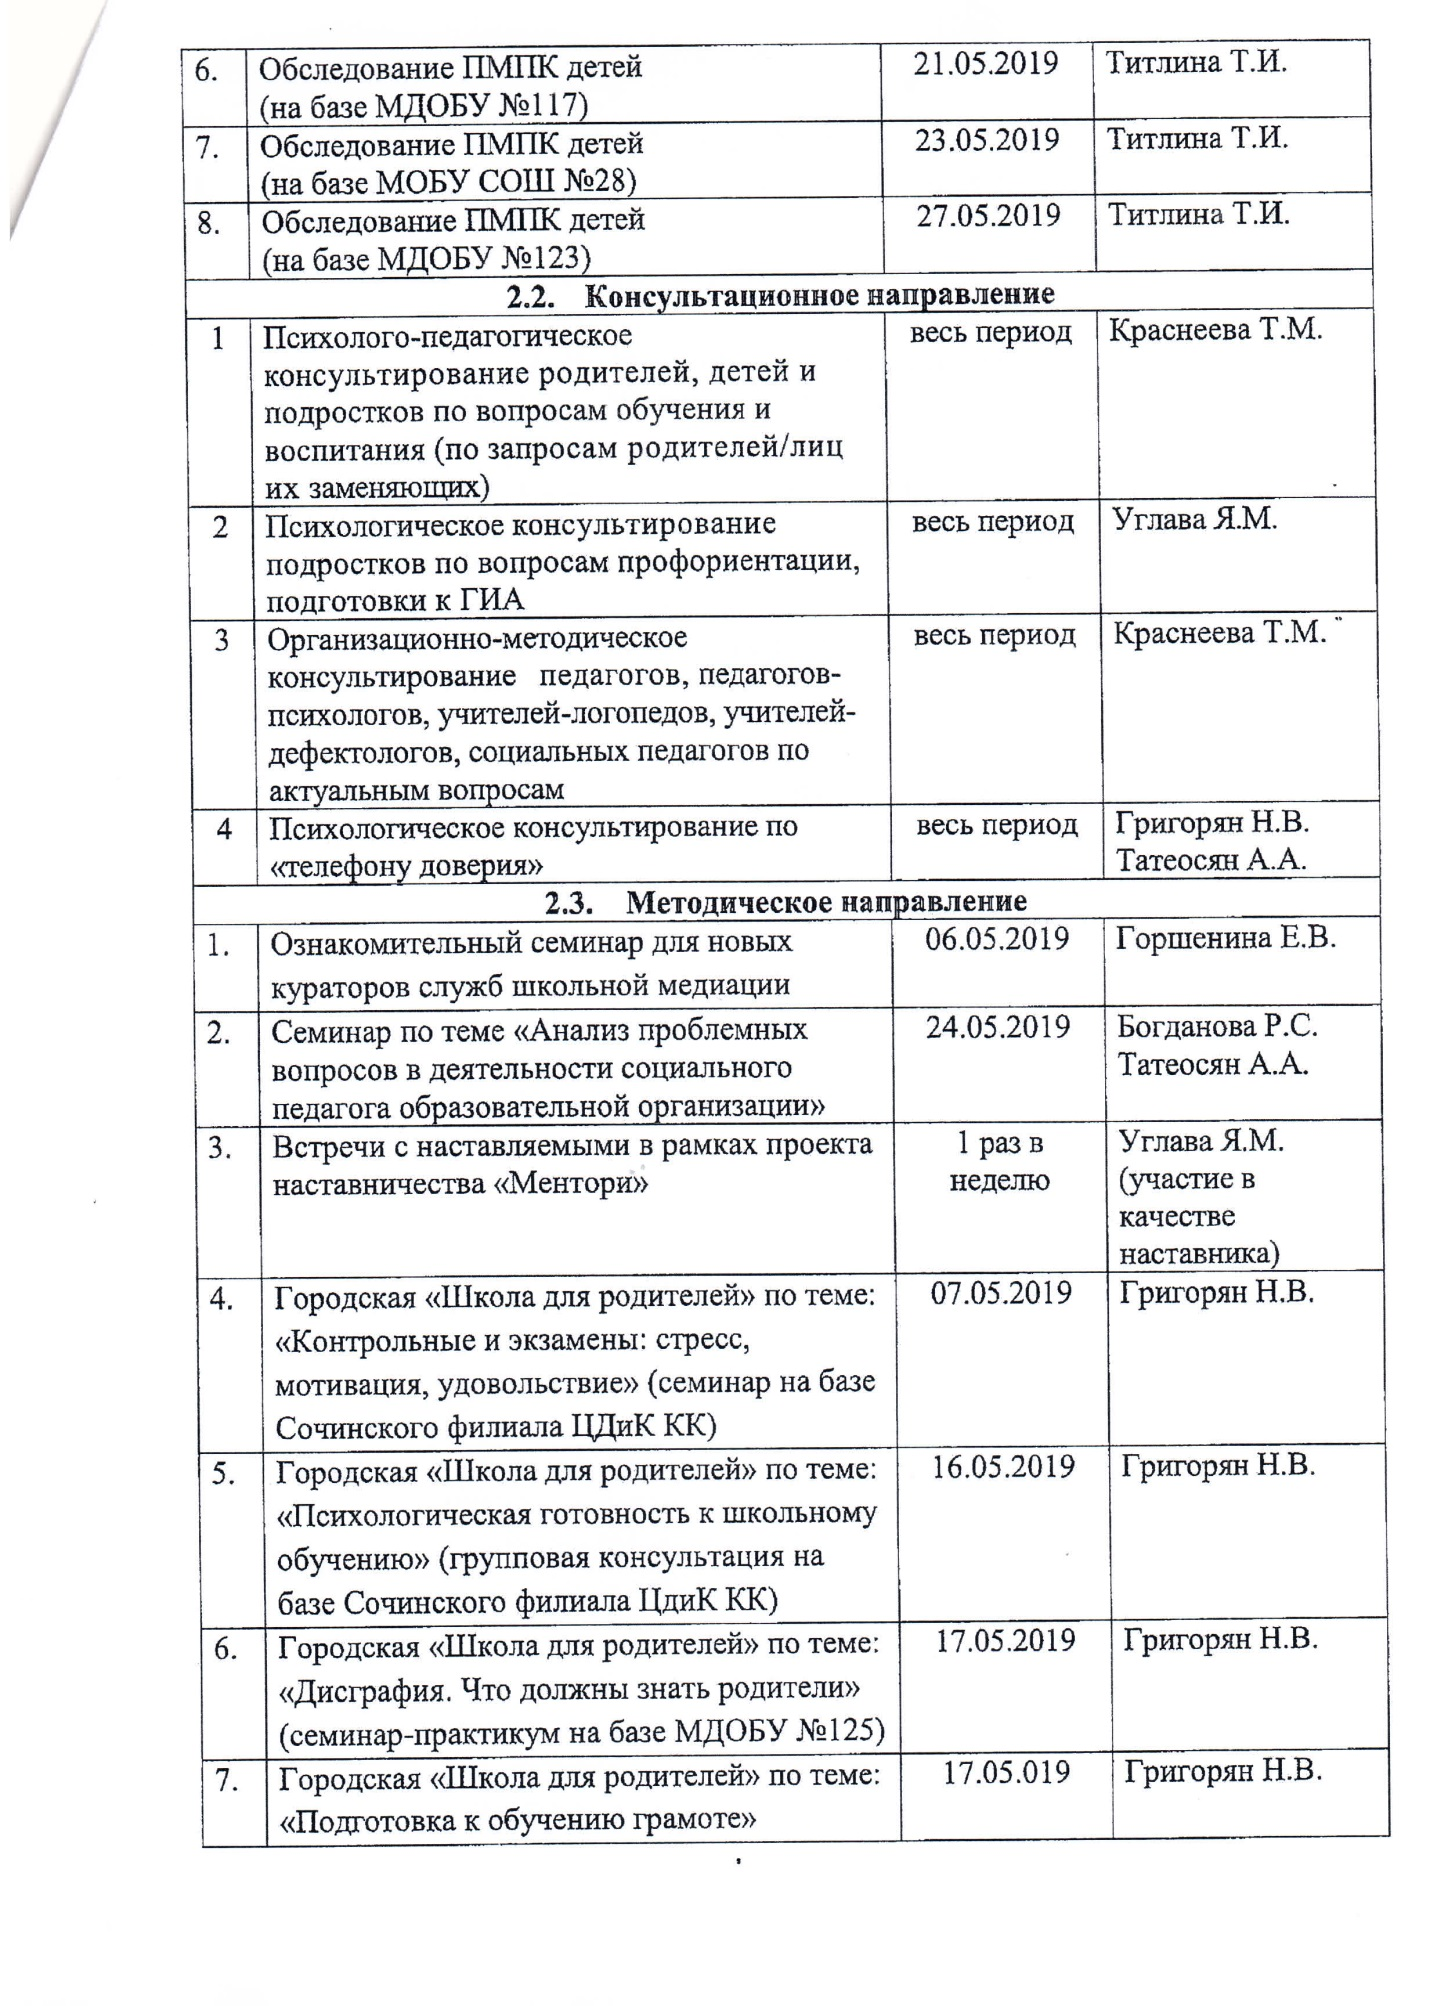 6. Обследование ПМПК детей 21.05.2019 Титлина Т.И.
(на базе МДОБУ №117)
7. Обследование ПМПК детей 23.05.2019 Титлина Т.И.
(на базе МОБУ СОШ №28)
8. Обследование ПМПК детей 27.05.2019 Титлина Т.И.
(на базе МДОБУ №123)
2.2. Консультационное направление
1 Психолого-педагогическое весь период Краснеева Т.М.
консультирование родителей, детей и
подростков по вопросам обучения и
воспитания (по запросам родителей/лиц
их заменяющих)
2 Психологическое консультирование весь период Углава Я.М.
подростков по вопросам профориентации,
подготовки к ГИА
3 Организационно-методическое весь период Краснеева Т.М.
консультирование педагогов, педагогов-
психологов, учителей-логопедов, учителей-
дефектологов, социальных педагогов по
актуальным вопросам
4 Психологическое консультирование по весь период Григорян Н.В.
«телефону доверия» Татеосян А.А.
2.3. Методическое направление
1. Ознакомительный семинар для новых 06.05.2019 Горшенина Е.В.
кураторов служб школьной медиации
2. Семинар по теме «Анализ проблемных 24.05.2019 Богданова Р.С.
вопросов в деятельности социального Татеосян А.А.
педагога образовательной организации»
3. Встречи с наставляемыми в рамках проекта 1 раз в Углава Я.М.
наставничества «Ментори» неделю (участие в
качестве
наставника)
4. Городская «Школа для родителей» по теме: 07.05.2019 Григорян Н.В.
«Контрольные и экзамены: стресс,
мотивация, удовольствие» (семинар на базе
Сочинского филиала ЦДиК КК)
5. Городская «Школа для родителей» по теме: 16.05.2019 Григорян Н.В.
«Психологическая готовность к школьному
обучению» (групповая консультация на
базе Сочинского филиала ЦдиК КК)
6. Городская «Школа для родителей» по теме: 17.05.2019 Григорян Н.В.
«Дисграфия. Что должны знать родители»
(семинар-практикум на базе МДОБУ №125)
7. Городская «Школа для родителей» по теме: 17.05.019 Григорян Н.В.
«Подготовка к обучению грамоте»